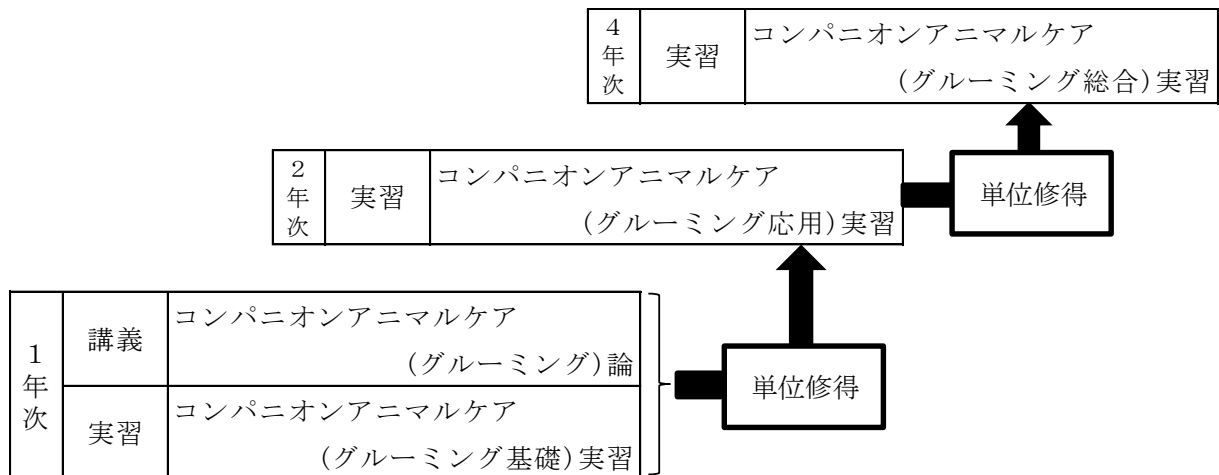 4年次
実習
コンパニオンアニマルケア
(グルーミング総合)実習
2年次
実習
コンパニオンアニマルケア
(グルーミング応用)実習
単位修得
1年次
講義
コンパニオンアニマルケア
(グルーミング)論
実習
コンパニオンアニマルケア
(グルーミング基礎)実習
単位修得